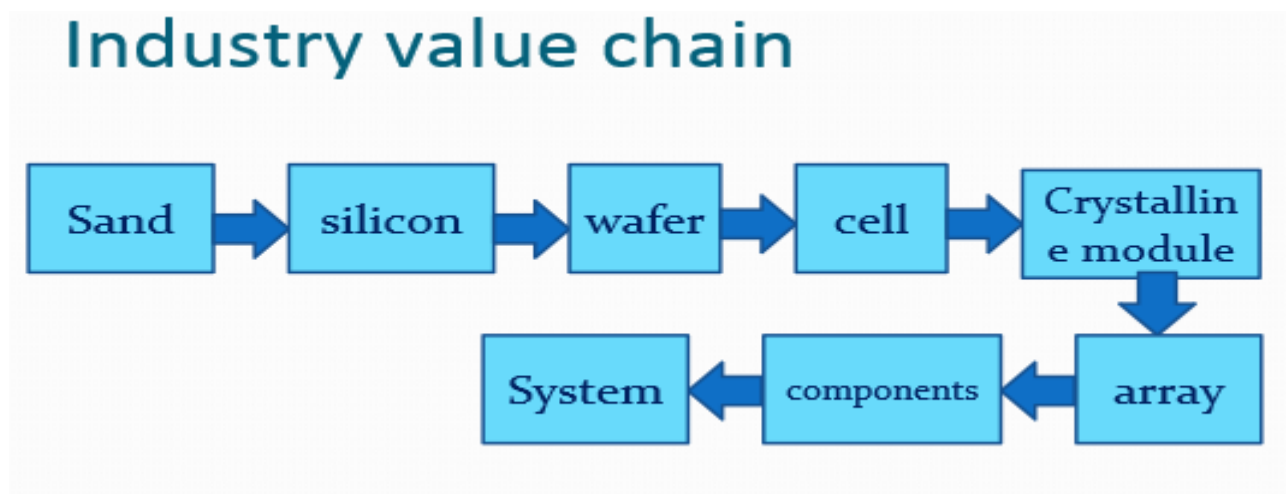 Industry value chain
Sand
silicon
wafer
cell
Crystallin
e module
System
components
array